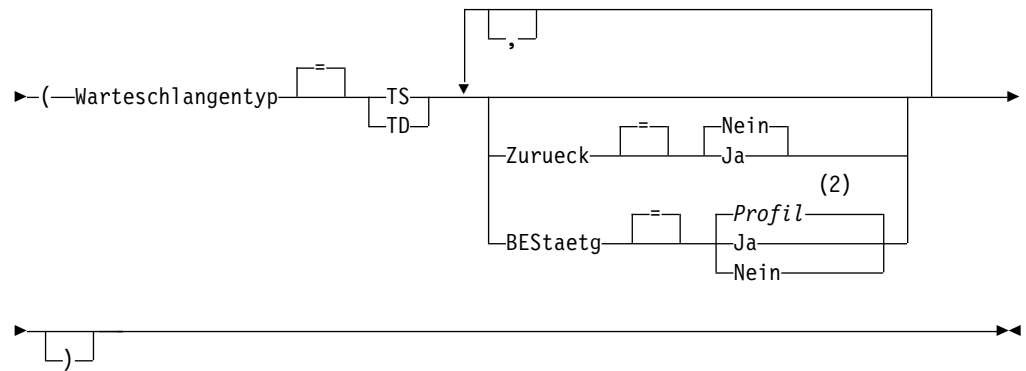 ,
=
( Warteschlangentyp TS
TD
= Nein
Zurueck Ja
(2)
= Profil
BEStaetg Ja
Nein
)